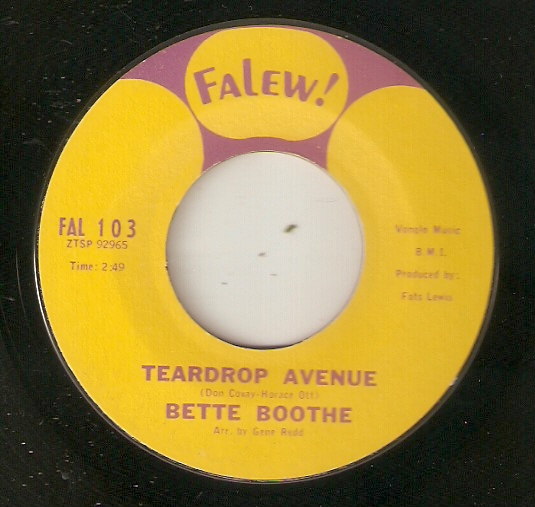 FALEW!
FAL 103
ZTSP 92965
Time: 2:49
Vonglo Music
B.M.I.
Produced by:
Fats Lewis
TEARDROP AVENUE
(Don Covay-Horace Ott)
BETTE BOOTHE
Arr. by Gene Redd